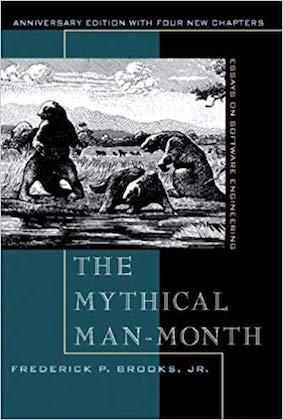 ANNIVERSARY EDITION WITH FOUR NEW CHAPTERS
ESSAYS ON SOFTWARE ENGINEERING
THE
MYTHICAL
MAN-MONTH
FREDERICK P. BROOKS, JR.